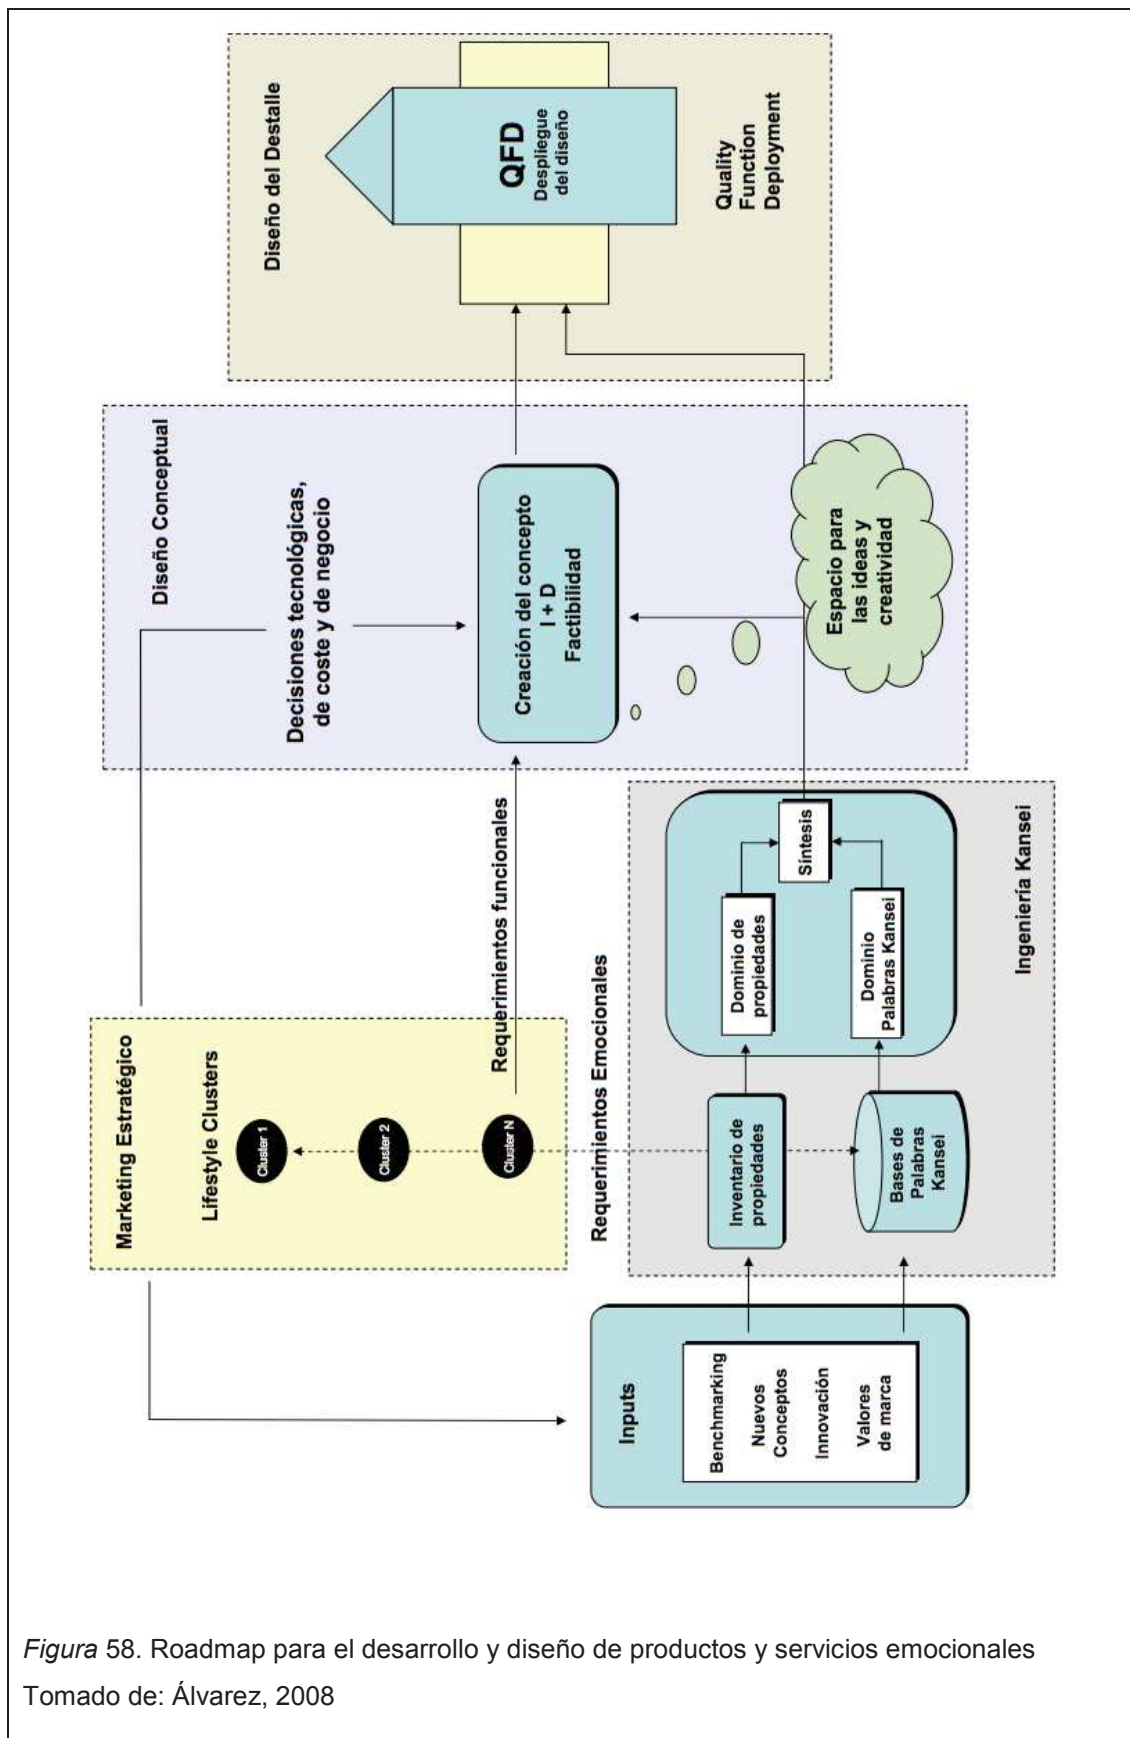 Marketing Estratégico
Lifestyle Clusters
Cluster 1
Cluster 2
Cluster N
Requerimientos funcionales
Requerimientos Emocionales
Inputs
Benchmarking
Nuevos
Conceptos
Innovación
Valores
de marca
Inventario de
propiedades
Bases de
Palabras
Kansei
Dominio de
propiedades
Dominio
Palabras Kansei
Síntesis
Ingeniería Kansei
Diseño Conceptual
Decisiones tecnológicas,
de coste y de negocio
Creación del concepto
I + D
Factibilidad
Espacio para
las ideas y
creatividad
Diseño del Destalle
QFD
Despliegue
del diseño
Quality
Function
Deployment
Figura 58. Roadmap para el desarrollo y diseño de productos y servicios emocionales
Tomado de: Álvarez, 2008